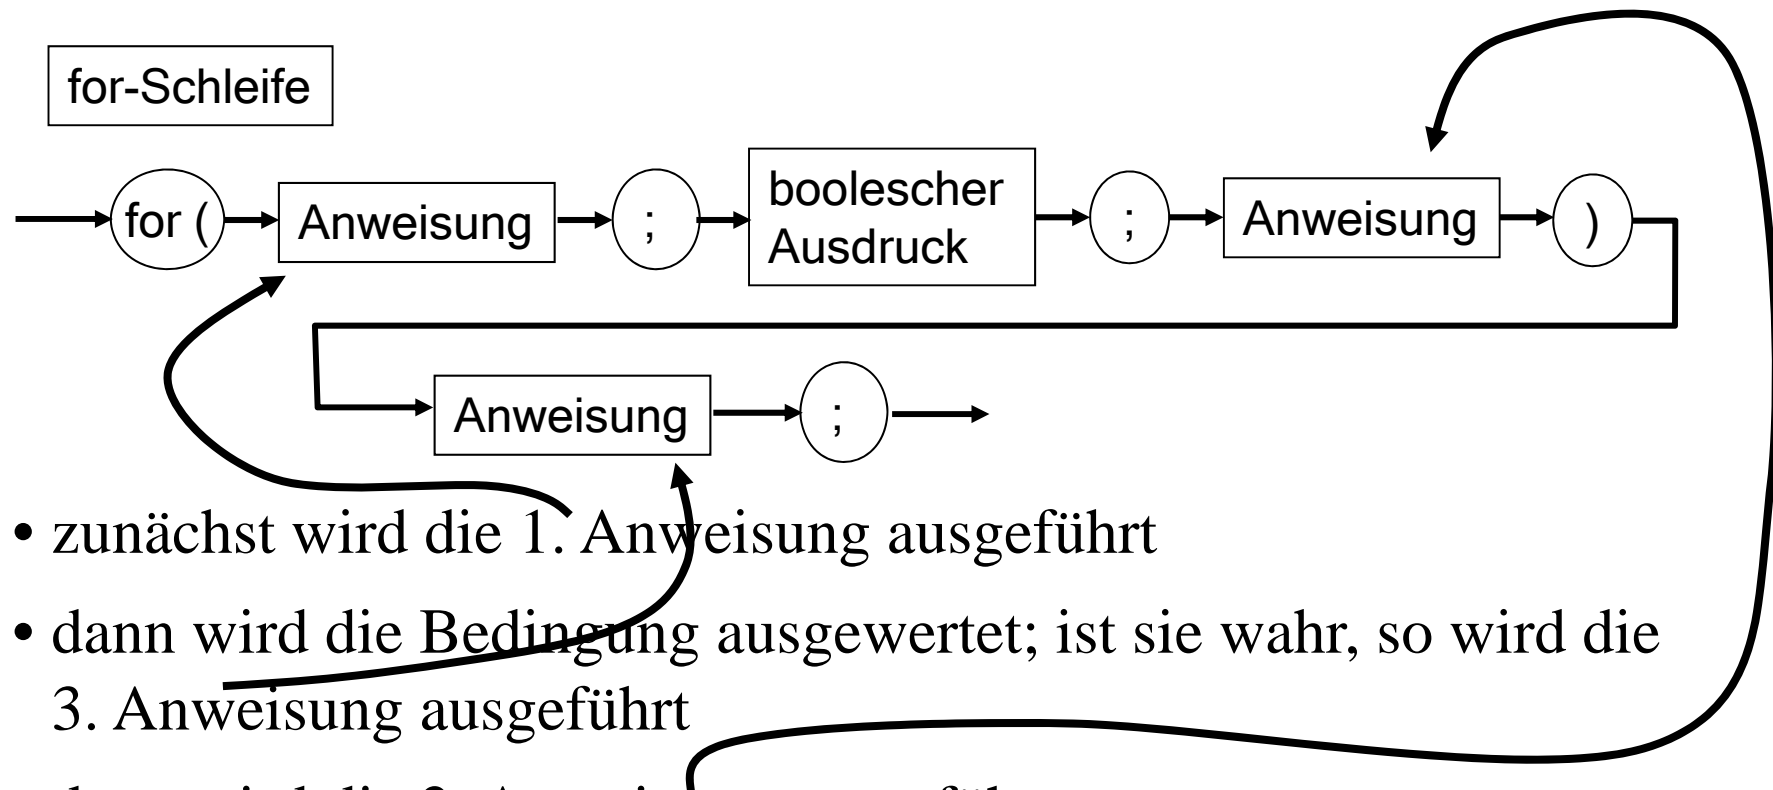 for-Schleife
for ( Anweisung ; boolescher Ausdruck ; Anweisung )
Anweisung ;
• zunächst wird die 1. Anweisung ausgeführt
• dann wird die Bedingung ausgewertet; ist sie wahr, so wird die
3. Anweisung ausgeführt